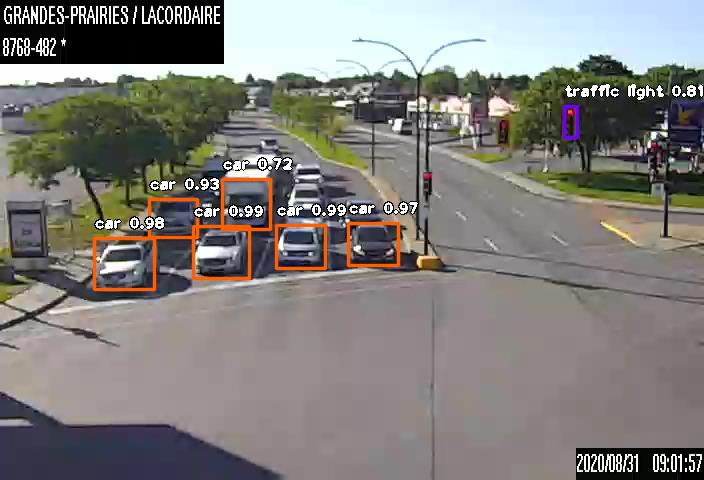 GRANDES-PRAIRIES / LACORDAIRE
8768-482 *
traffic light 0.81
car 0.72
car 0.93
car 0.99
car 0.99
car 0.97
car 0.98
2020/08/31 09:01:57